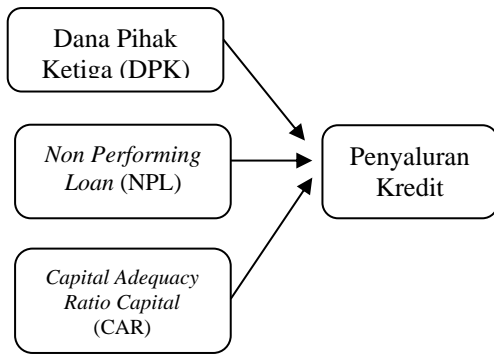 Dana Pihak
Ketiga (DPK)
Non Performing
Loan (NPL)
Penyaluran
Kredit
Capital Adequacy
Ratio Capital
(CAR)